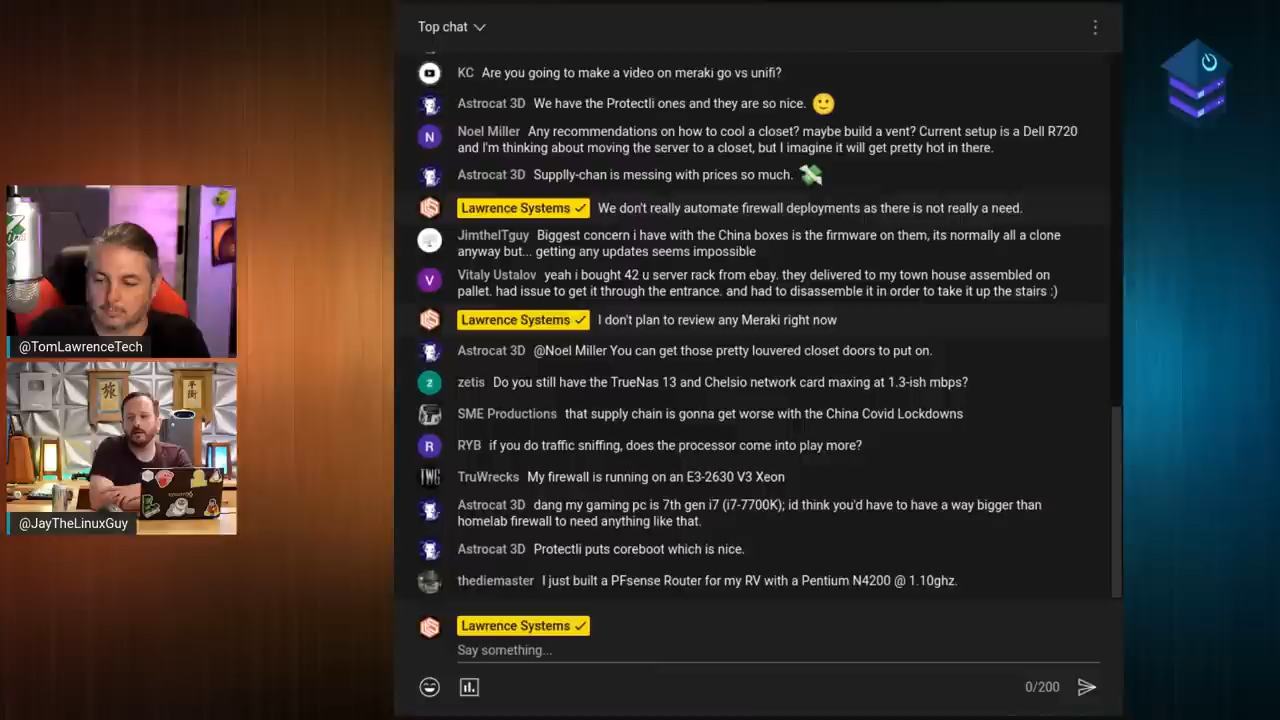 Top chat
KC Are you going to make a video on meraki go vs unifi?
Astrocat 3D We have the Protectli ones and they are so nice.
N
Noel Miller Any recommendations on how to cool a closet? maybe build a vent? Current setup is a Dell R720
and I'm thinking about moving the server to a closet, but I imagine it will get pretty hot in there.
Astrocat 3D Supplly-chan is messing with prices so much.
Lawrence Systems We don't really automate firewall deployments as there is not really a need.
JimtheITguy Biggest concern i have with the China boxes is the firmware on them, its normally all a clone
anyway but... getting any updates seems impossible
V
Vitaly Ustalov yeah i bought 42 u server rack from ebay. they delivered to my town house assembled on
pallet. had issue to get it through the entrance. and had to disassemble it in order to take it up the stairs :)
Lawrence Systems I don't plan to review any Meraki right now
Astrocat 3D @Noel Miller You can get those pretty louvered closet doors to put on.
z
zetis Do you still have the TrueNas 13 and Chelsio network card maxing at 1.3-ish mbps?
SME Productions that supply chain is gonna get worse with the China Covid Lockdowns
R
RYB if you do traffic sniffing, does the processor come into play more?
TWG
TruWrecks My firewall is running on an E3-2630 V3 Xeon
Astrocat 3D dang my gaming pc is 7th gen i7 (i7-7700K); id think you'd have to have a way bigger than
homelab firewall to need anything like that.
Astrocat 3D Protectli puts coreboot which is nice.
thediemaster I just built a PFsense Router for my RV with a Pentium N4200 @ 1.10ghz.
Lawrence Systems
Say something...
0/200
@TomLawrenceTech
@JayTheLinuxGuy